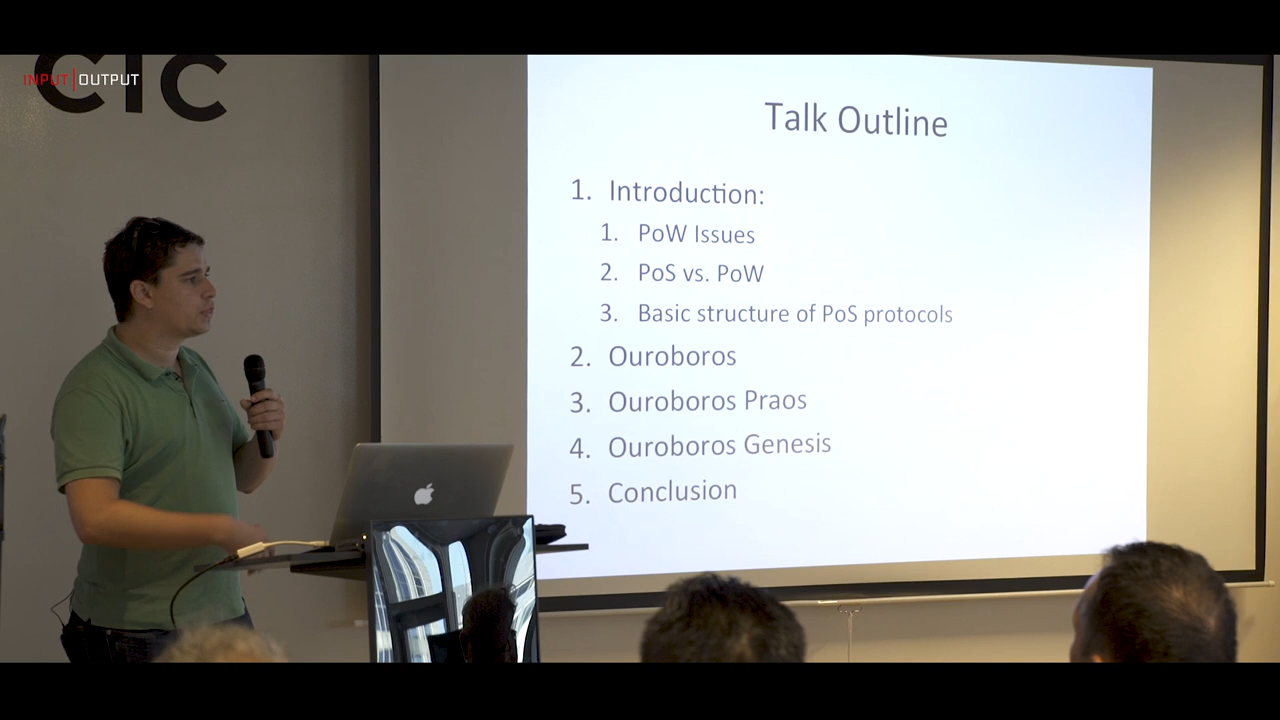 CIC
INPUT|OUTPUT
Talk Outline
1. Introduction:
1. PoW Issues
2. PoS vs. PoW
3. Basic structure of PoS protocols
2. Ouroboros
3. Ouroboros Praos
4. Ouroboros Genesis
5. Conclusion